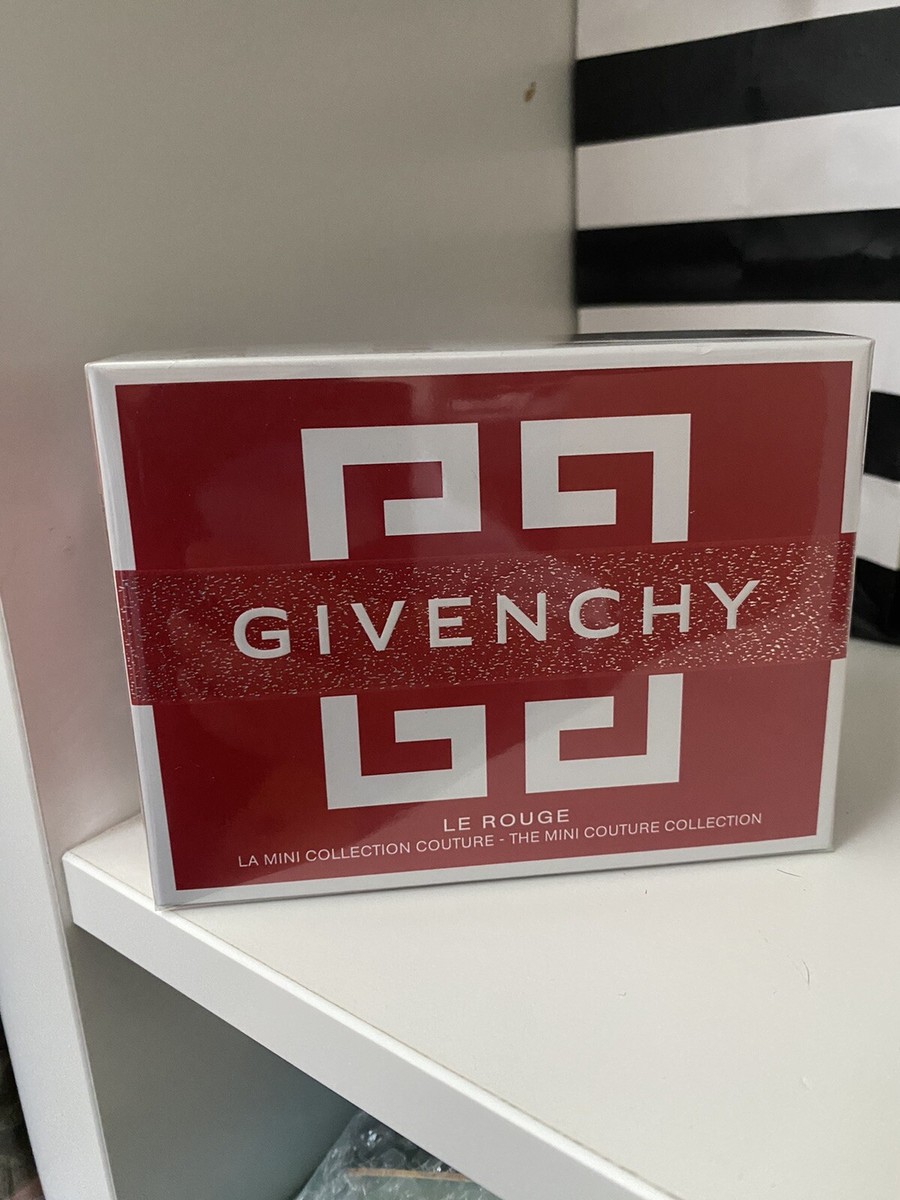 GIVENCHY
LE ROUGE
LA MINI COLLECTION COUTURE - THE MINI COUTURE COLLECTION